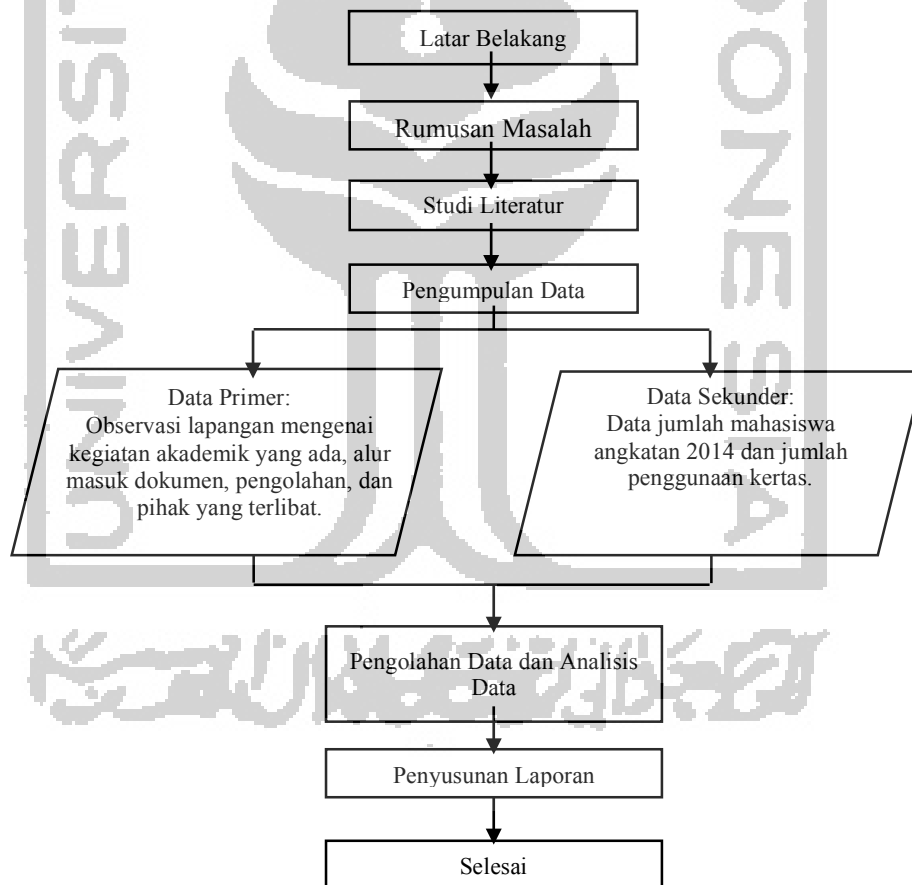 Latar Belakang
Rumusan Masalah
Studi Literatur
Pengumpulan Data
Data Primer:
Observasi lapangan mengenai
kegiatan akademik yang ada, alur
masuk dokumen, pengolahan, dan
pihak yang terlibat.
Data Sekunder:
Data jumlah mahasiswa
angkatan 2014 dan jumlah
penggunaan kertas.
Pengolahan Data dan Analisis
Data
Penyusunan Laporan
Selesai